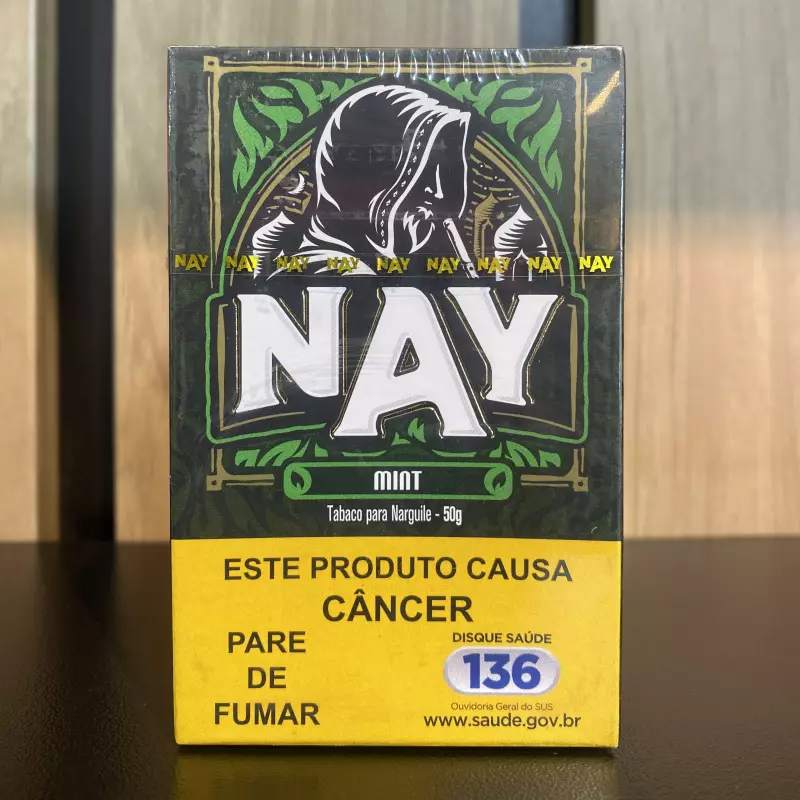 NAY NAY NAY NAY NAY NAY NAY NAY NAY
NAY
MINT
Tabaco para Narguile - 50g
ESTE PRODUTO CAUSA
CÂNCER
PARE
DE
FUMAR
DISQUE SAÚDE
136
Ouvidoria Geral do SUS
www.saude.gov.br